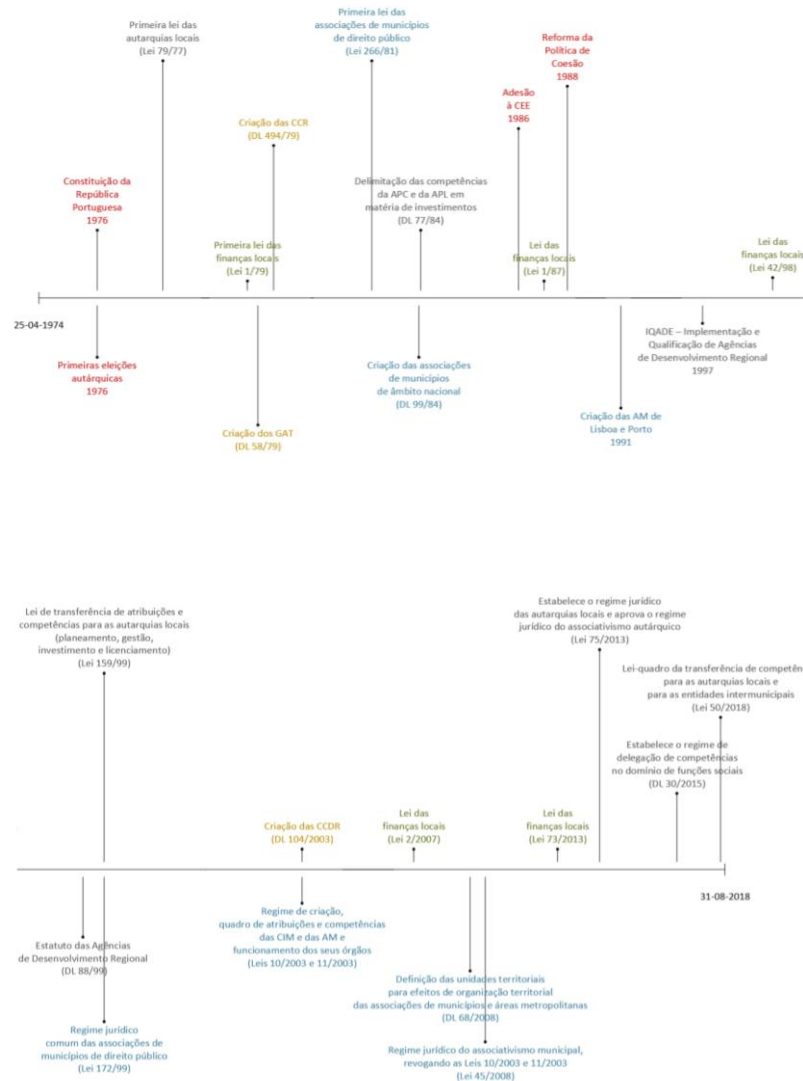 Primeira lei das
autarquias locais
(Lei 79/77)
Primeira lei das
associações de municípios
de direito público
(Lei 266/81)
Reforma da
Política de
Coesão
1988
Adesão
à CEE
1986
Criação das CCR
(DL 494/79)
Constituição da
República
Portuguesa
1976
Delimitação das competências
da APC e da APL em
matéria de investimentos
(DL 77/84)
Primeira lei das
finanças locais
(Lei 1/79)
Lei das
finanças locais
(Lei 1/87)
Lei das
finanças locais
(Lei 42/98)
25-04-1974
Primeiras eleições
autárquicas
1976
Criação dos GAT
(DL 58/79)
Criação das associações
de municípios
de âmbito nacional
(DL 99/84)
IQADE – Implementação e
Qualificação de Agências
de Desenvolvimento Regional
1997
Criação das AM de
Lisboa e Porto
1991
Lei de transferência de atribuições e
competências para as autarquias locais
(planeamento, gestão,
investimento e licenciamento)
(Lei 159/99)
Estabelece o regime jurídico
das autarquias locais e aprova o regime
jurídico do associativismo autárquico
(Lei 75/2013)
Lei-quadro da transferência de competên
para as autarquias locais e
para as entidades intermunicipais
(Lei 50/2018)
Estabelece o regime de
delegação de competências
no domínio de funções sociais
(DL 30/2015)
Criação das CCDR
(DL 104/2003)
Lei das
finanças locais
(Lei 2/2007)
Lei das
finanças locais
(Lei 73/2013)
31-08-2018
Estatuto das Agências
de Desenvolvimento Regional
(DL 88/99)
Regime jurídico
comum das associações de
municípios de direito público
(Lei 172/99)
Regime de criação,
quadro de atribuições e competências
das CIM e das AM e
funcionamento dos seus órgãos
(Leis 10/2003 e 11/2003)
Definição das unidades territoriais
para efeitos de organização territorial
das associações de municípios e áreas metropolitanas
(DL 68/2008)
Regime jurídico do associativismo municipal,
revogando as Leis 10/2003 e 11/2003
(Lei 45/2008)